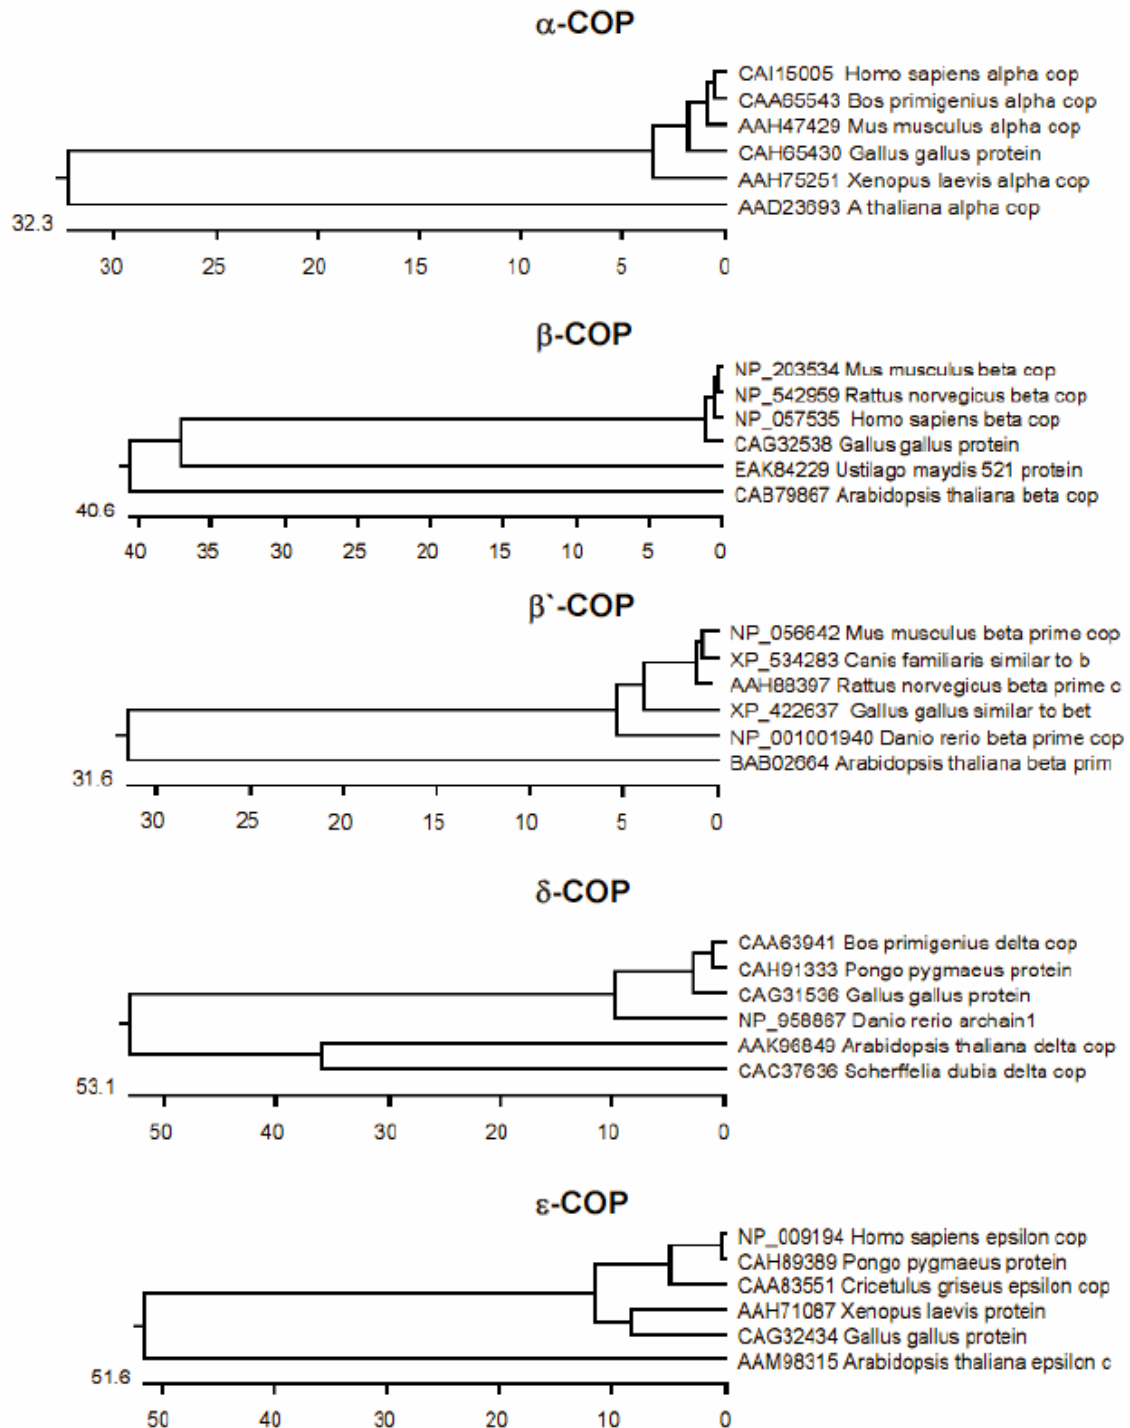 α-COP
CAI15005 Homo sapiens alpha cop
CAA65543 Bos primigenius alpha cop
AAH47429 Mus musculus alpha cop
CAH65430 Gallus gallus protein
AAH75251 Xenopus laevis alpha cop
AAD23693 A thaliana alpha cop
32.3
30 25 20 15 10 5 0
β-COP
NP_203534 Mus musculus beta cop
NP_542959 Rattus norvegicus beta cop
NP_057535 Homo sapiens beta cop
CAG32538 Gallus gallus protein
EAK84229 Ustilago maydis 521 protein
CAB79867 Arabidopsis thaliana beta cop
40.6
40 35 30 25 20 15 10 5 0
β`-COP
NP_056642 Mus musculus beta prime cop
XP_534283 Canis familiaris similar to b
AAH88397 Rattus norvegicus beta prime c
XP_422637 Gallus gallus similar to bet
NP_001001940 Danio rerio beta prime cop
BAB02664 Arabidopsis thaliana beta prim
31.6
30 25 20 15 10 5 0
δ-COP
CAA63941 Bos primigenius delta cop
CAH91333 Pongo pygmaeus protein
CAG31536 Gallus gallus protein
NP_958867 Danio rerio archain1
AAK96849 Arabidopsis thaliana delta cop
CAC37636 Scherffelia dubia delta cop
53.1
50 40 30 20 10 0
ε-COP
NP_009194 Homo sapiens epsilon cop
CAH89389 Pongo pygmaeus protein
CAA83551 Cricetulus griseus epsilon cop
AAH71087 Xenopus laevis protein
CAG32434 Gallus gallus protein
AAM98315 Arabidopsis thaliana epsilon c
51.6
50 40 30 20 10 0